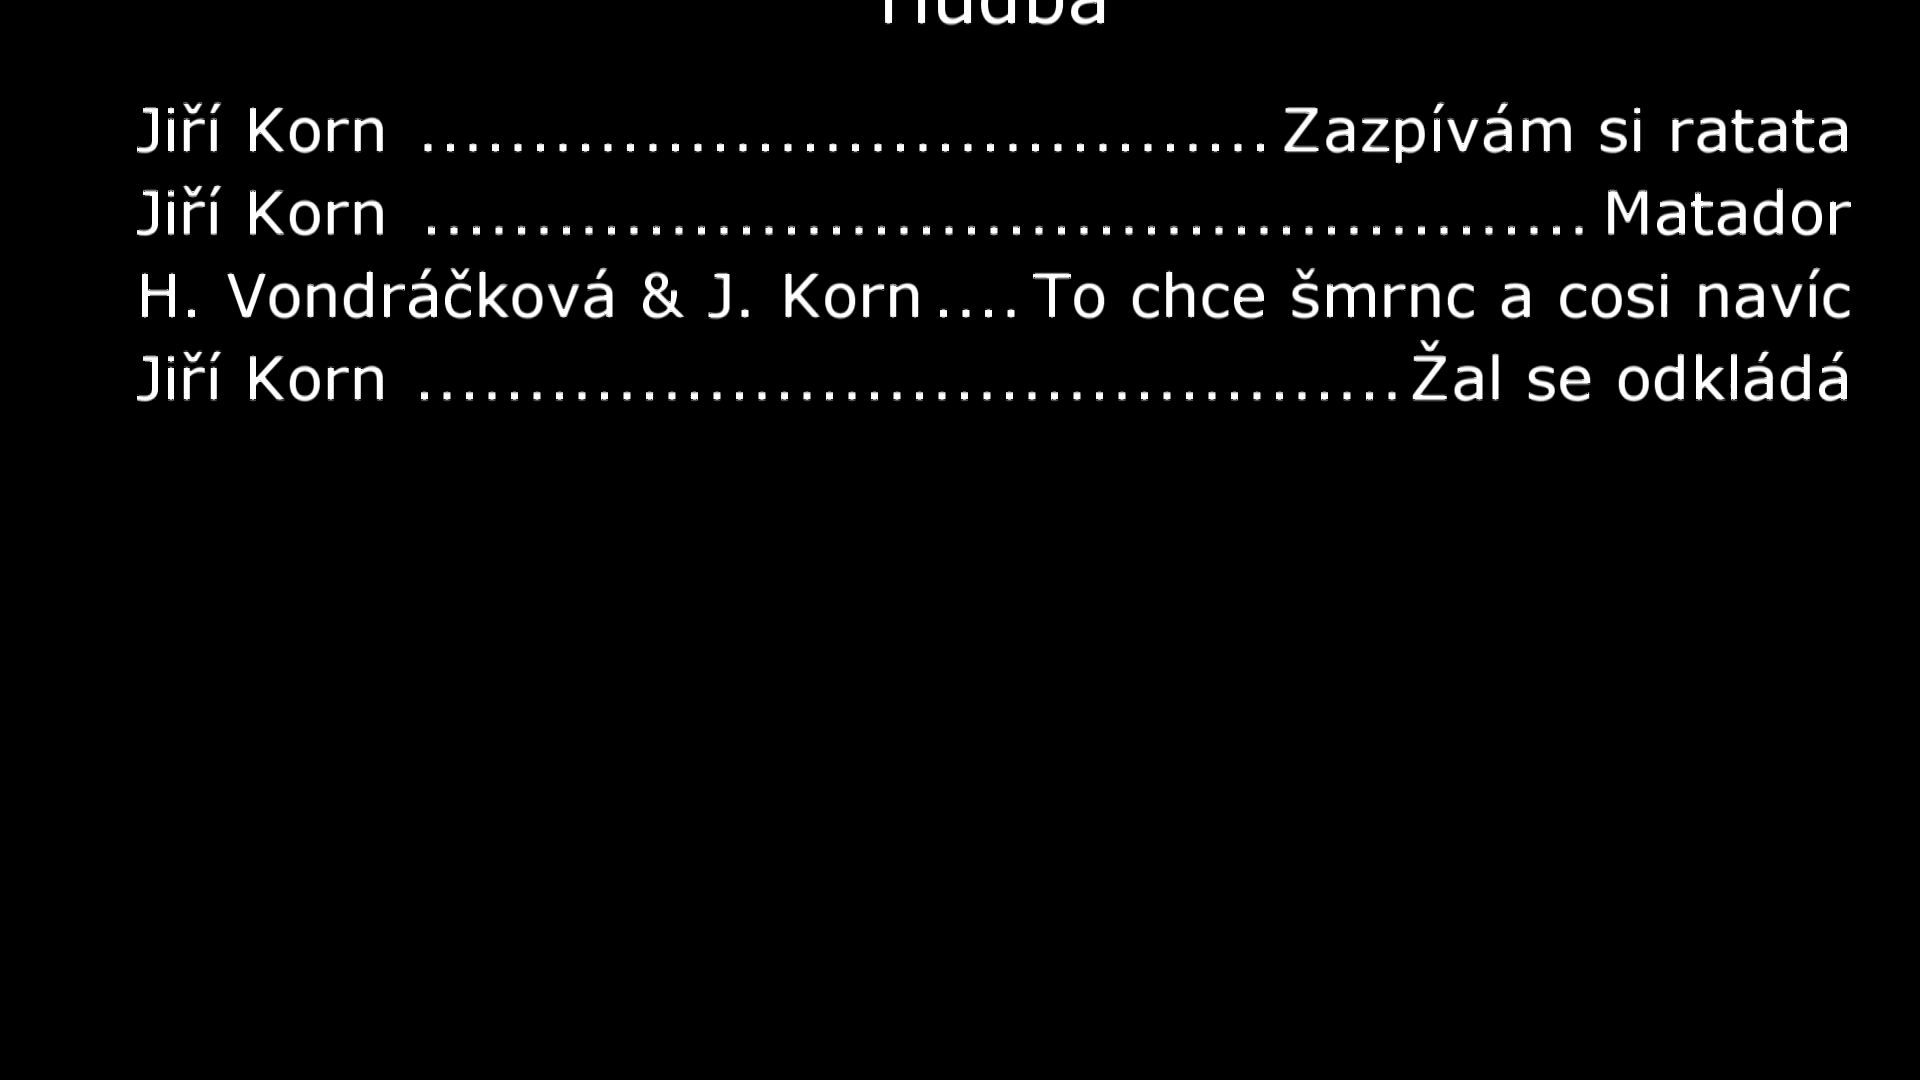 Hudba
Jiří Korn ...................................... Zazpívám si ratata
Jiří Korn .................................................... Matador
H. Vondráčková & J. Korn .... To chce šmrnc a cosi navíc
Jiří Korn ............................................ Žal se odkládá